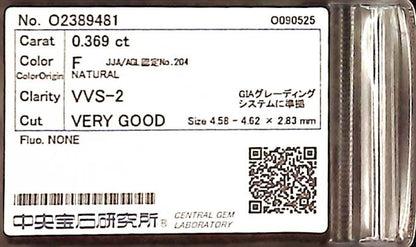 No. O2389481 O090525
Carat 0.369 ct
Color F JJA/AGL認定No.204
ColorOrigin NATURAL
Clarity VVS-2 GIAグレーディングシステムに準拠
Cut VERY GOOD Size 4.58 - 4.62 × 2.83 mm
Fluo. NONE
中央宝石研究所® CENTRAL GEM LABORATORY